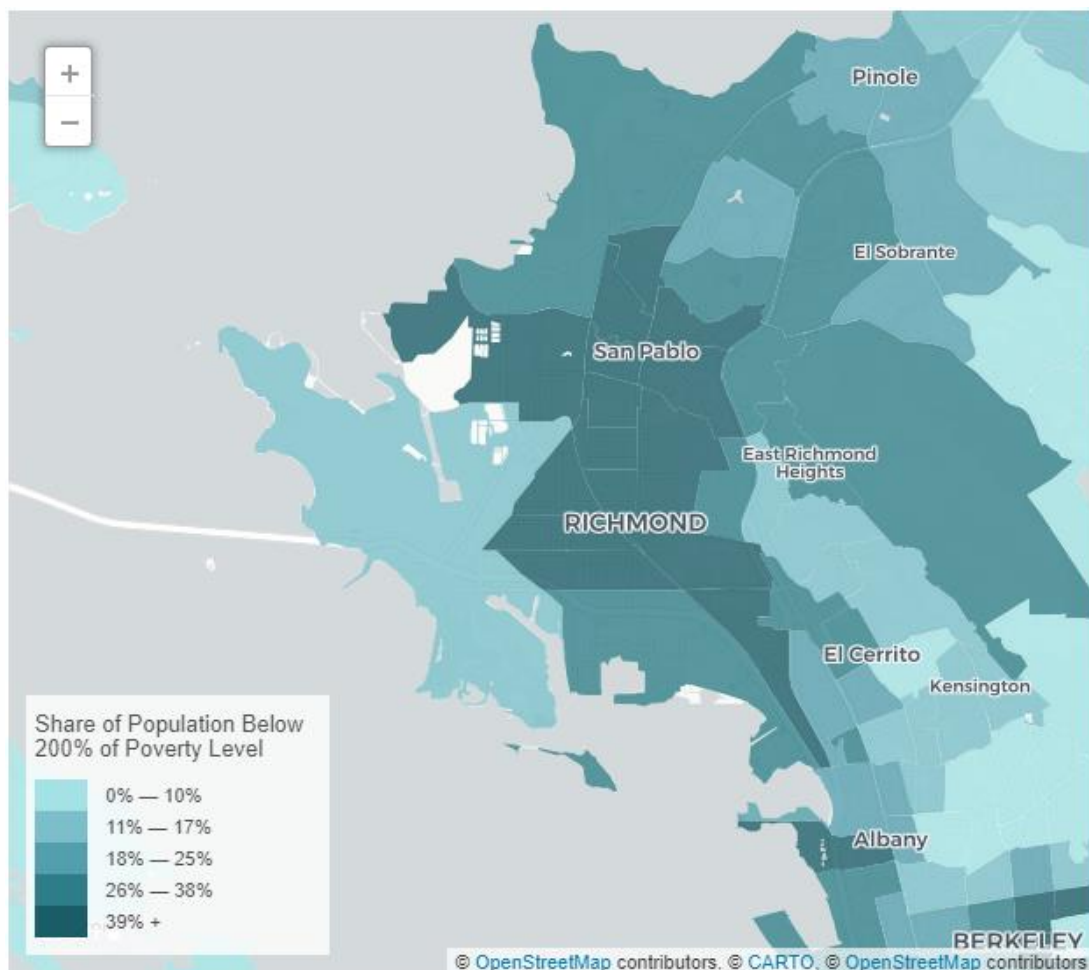 +
−
Pinole
El Sobrante
San Pablo
East Richmond
Heights
RICHMOND
El Cerrito
Kensington
Albany
BERKELEY
Share of Population Below
200% of Poverty Level
0% — 10%
11% — 17%
18% — 25%
26% — 38%
39% +
© OpenStreetMap contributors, © CARTO, © OpenStreetMap contributors